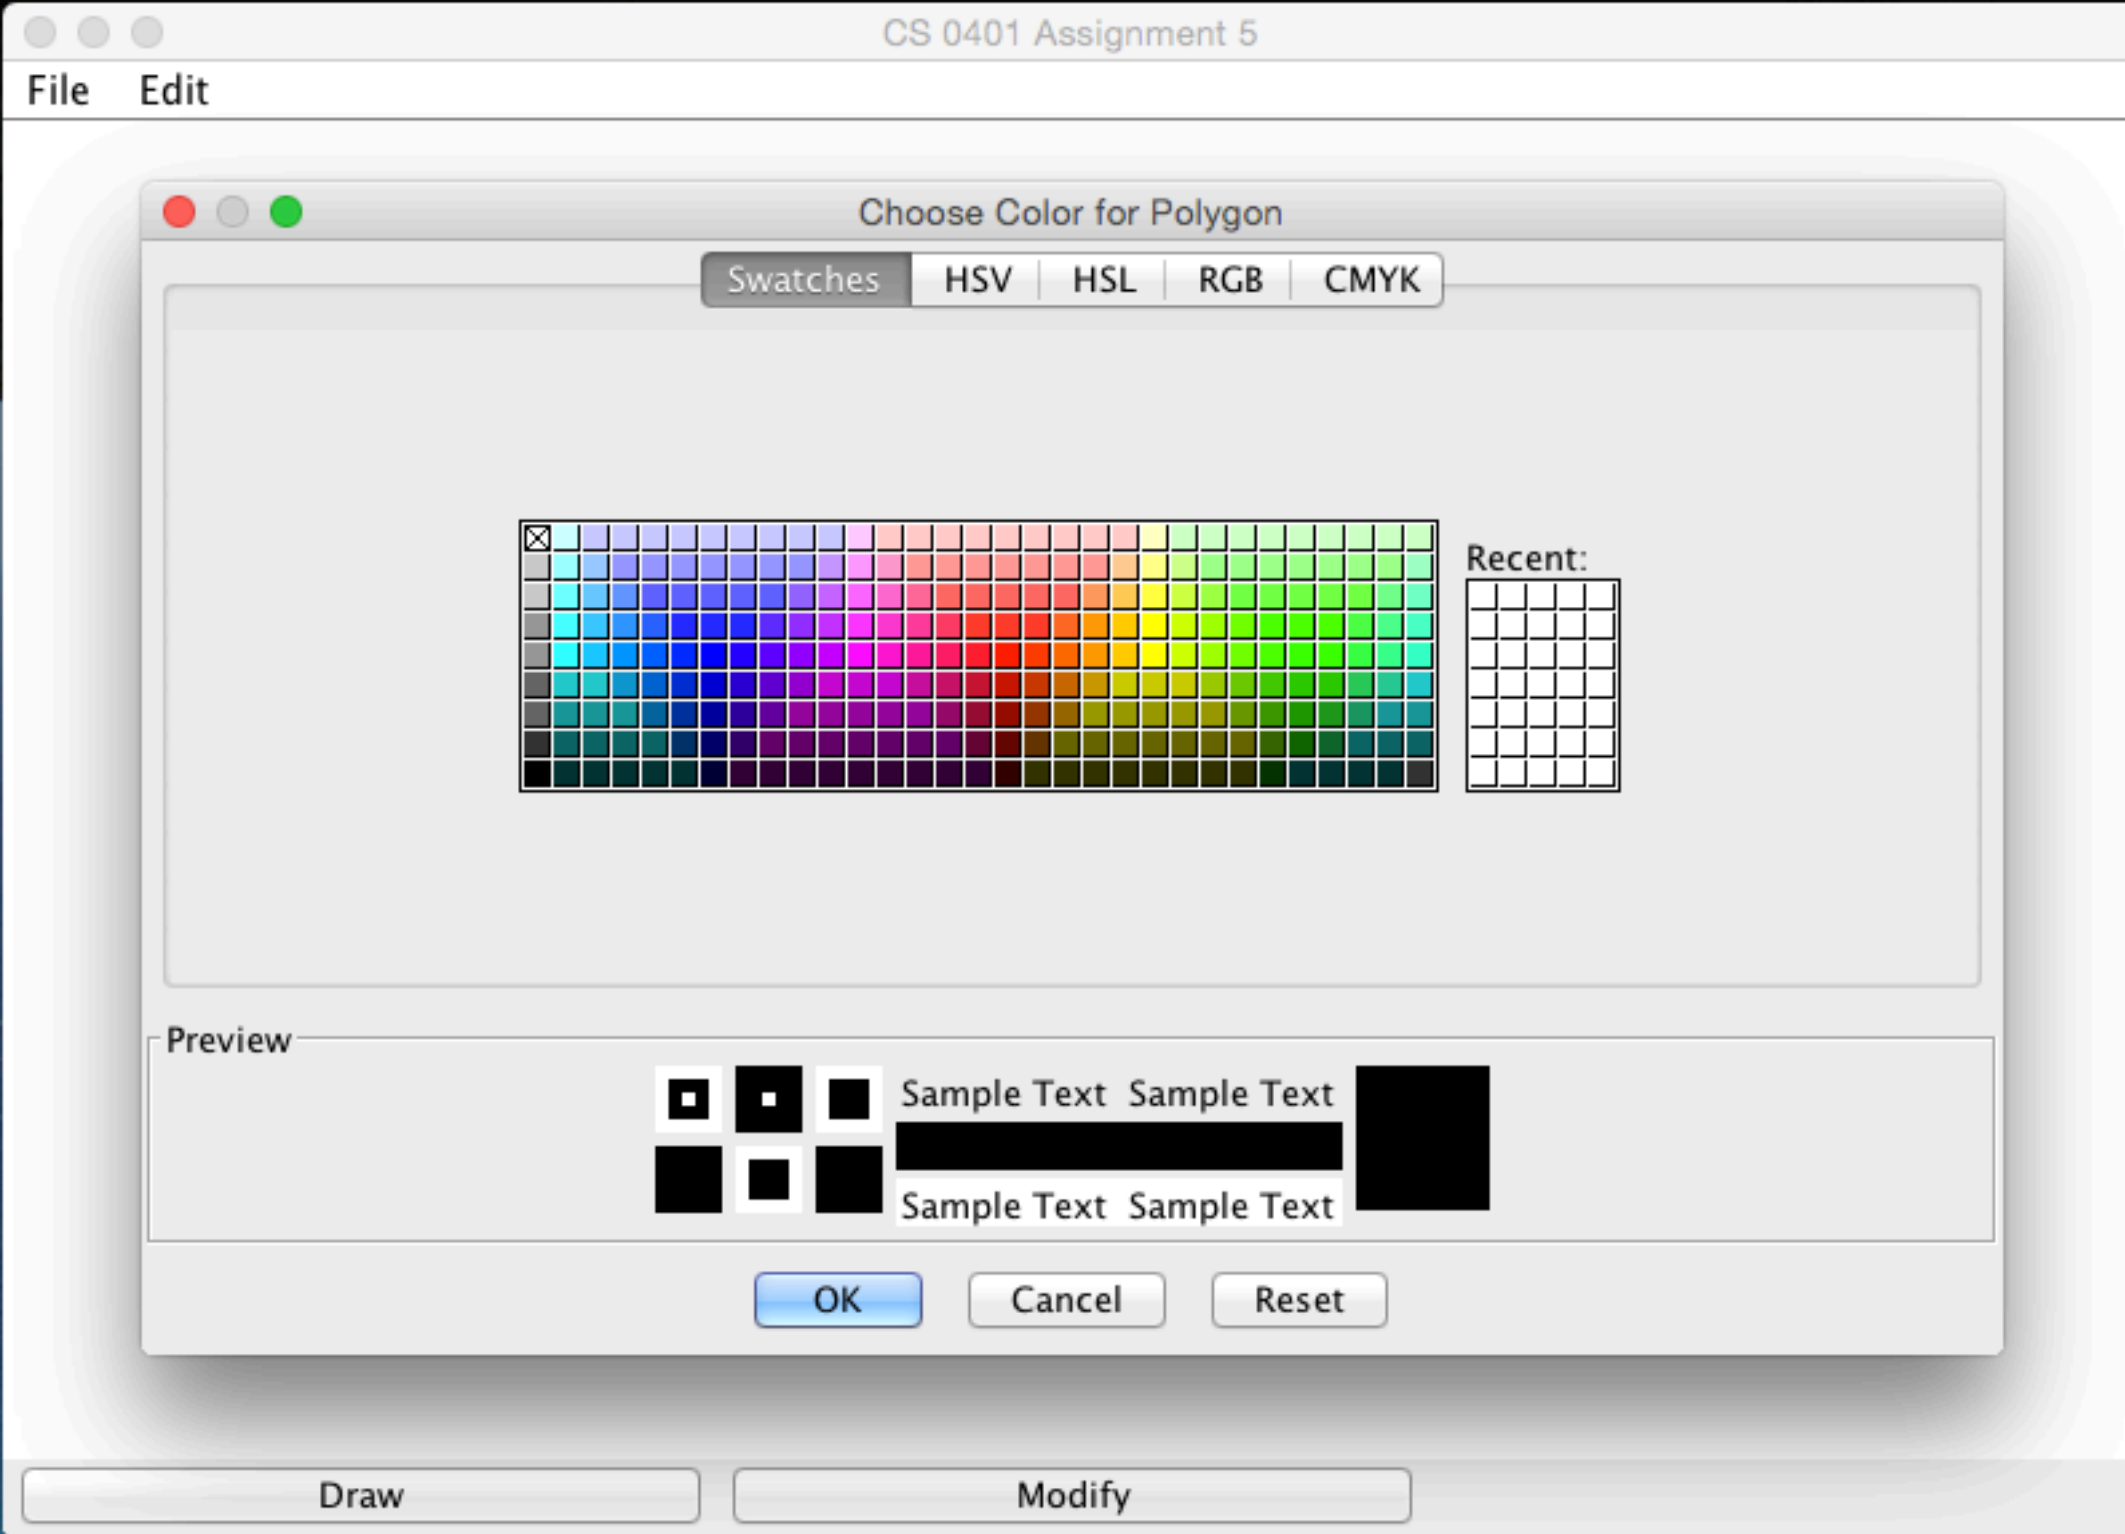 CS 0401 Assignment 5
File Edit
Choose Color for Polygon
Swatches HSV HSL RGB CMYK
Recent:
Preview
Sample Text Sample Text
Sample Text Sample Text
OK Cancel Reset
Draw Modify